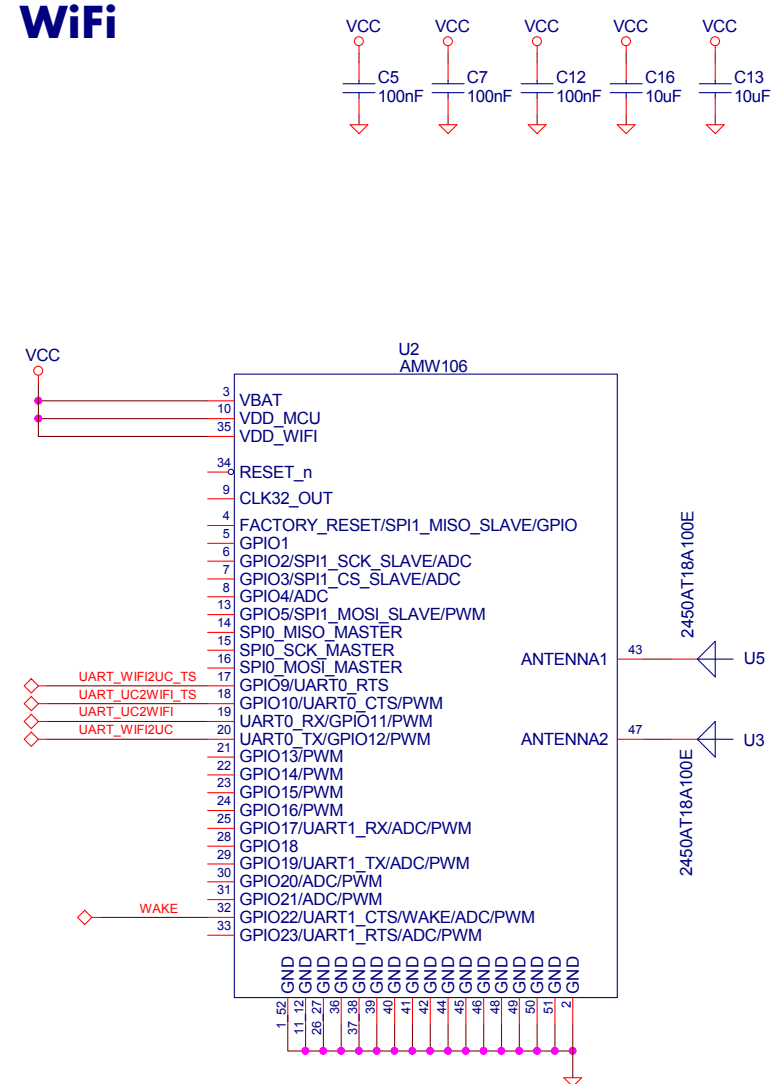 WiFi
VCC VCC VCC VCC VCC
C5 C7 C12 C16 C13
100nF 100nF 100nF 10uF 10uF
VCC
U2
AMW106
3 VBAT
10 VDD_MCU
35 VDD_WIFI
34 RESET_n
9 CLK32_OUT
4 FACTORY_RESET/SPI1_MISO_SLAVE/GPIO
5 GPIO1
6 GPIO2/SPI1_SCK_SLAVE/ADC
7 GPIO3/SPI1_CS_SLAVE/ADC
8 GPIO4/ADC
13 GPIO5/SPI1_MOSI_SLAVE/PWM
14 SPI0_MISO_MASTER
15 SPI0_SCK_MASTER
16 SPI0_MOSI_MASTER
UART_WIFI2UC_TS 17 GPIO9/UART0_RTS
UART_UC2WIFI_TS 18 GPIO10/UART0_CTS/PWM
UART_UC2WIFI 19 UART0_RX/GPIO11/PWM
UART_WIFI2UC 20 UART0_TX/GPIO12/PWM
21 GPIO13/PWM
22 GPIO14/PWM
23 GPIO15/PWM
24 GPIO16/PWM
25 GPIO17/UART1_RX/ADC/PWM
28 GPIO18
29 GPIO19/UART1_TX/ADC/PWM
30 GPIO20/ADC/PWM
31 GPIO21/ADC/PWM
WAKE 32 GPIO22/UART1_CTS/WAKE/ADC/PWM
33 GPIO23/UART1_RTS/ADC/PWM
2450AT18A100E
ANTENNA1 43 U5
ANTENNA2 47 U3
2450AT18A100E
GND GND GND GND GND GND GND GND GND GND GND GND GND GND GND GND GND
1_52 11_12 26_27 36 37_38 39 40 41 42 44 45 46 48 49 50 51 2